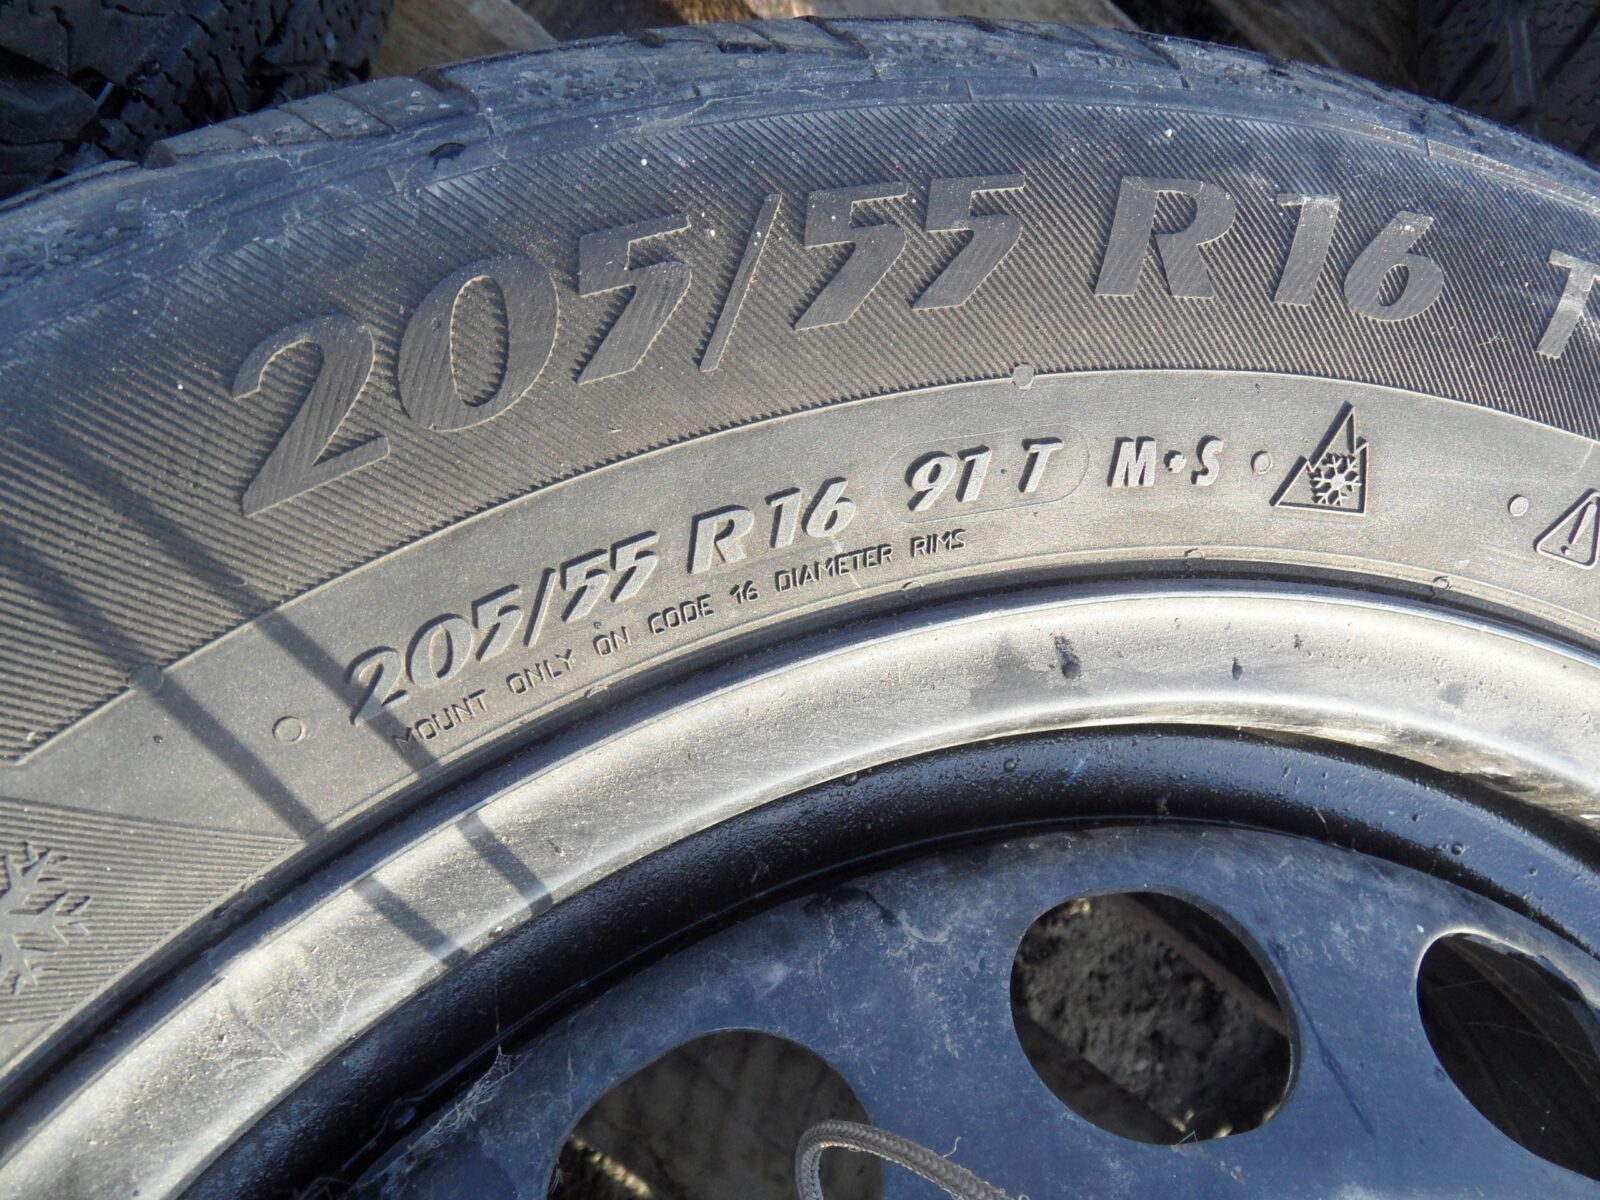 205/55 R16 T
205/55 R16 91 T M•S
MOUNT ONLY ON CODE 16 DIAMETER RIMS